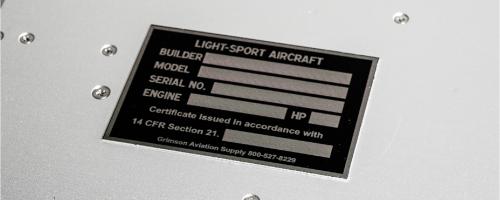 LIGHT-SPORT AIRCRAFT
BUILDER
MODEL
SERIAL NO.
ENGINE HP
Certificate issued in accordance with
14 CFR Section 21.
Grimson Aviation Supply 800-527-8229